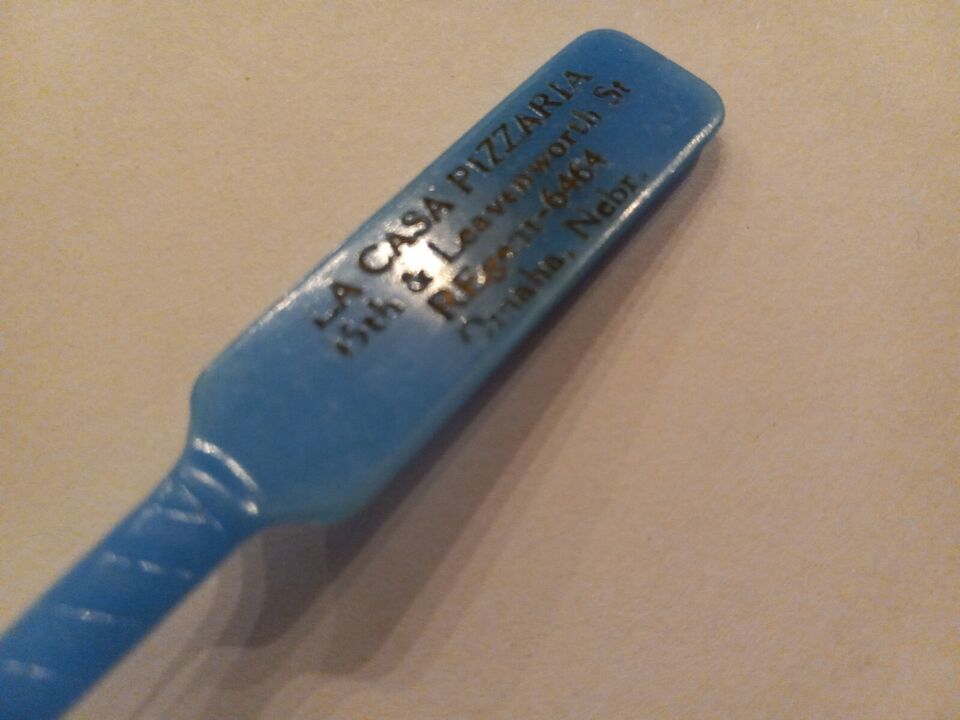 LA CASA PIZZARIA
45th & Leavenworth St
REgent-6464
Omaha, Nebr.